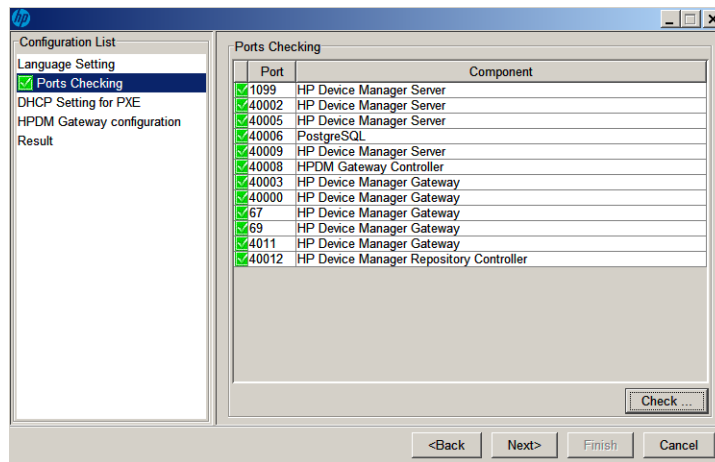 hp
Configuration List
Language Setting
Ports Checking
DHCP Setting for PXE
HPDM Gateway configuration
Result
Ports Checking
Port Component
1099 HP Device Manager Server
40002 HP Device Manager Server
40005 HP Device Manager Server
40006 PostgreSQL
40009 HP Device Manager Server
40008 HPDM Gateway Controller
40003 HP Device Manager Gateway
40000 HP Device Manager Gateway
67 HP Device Manager Gateway
69 HP Device Manager Gateway
4011 HP Device Manager Gateway
40012 HP Device Manager Repository Controller
Check ...
<Back Next> Finish Cancel